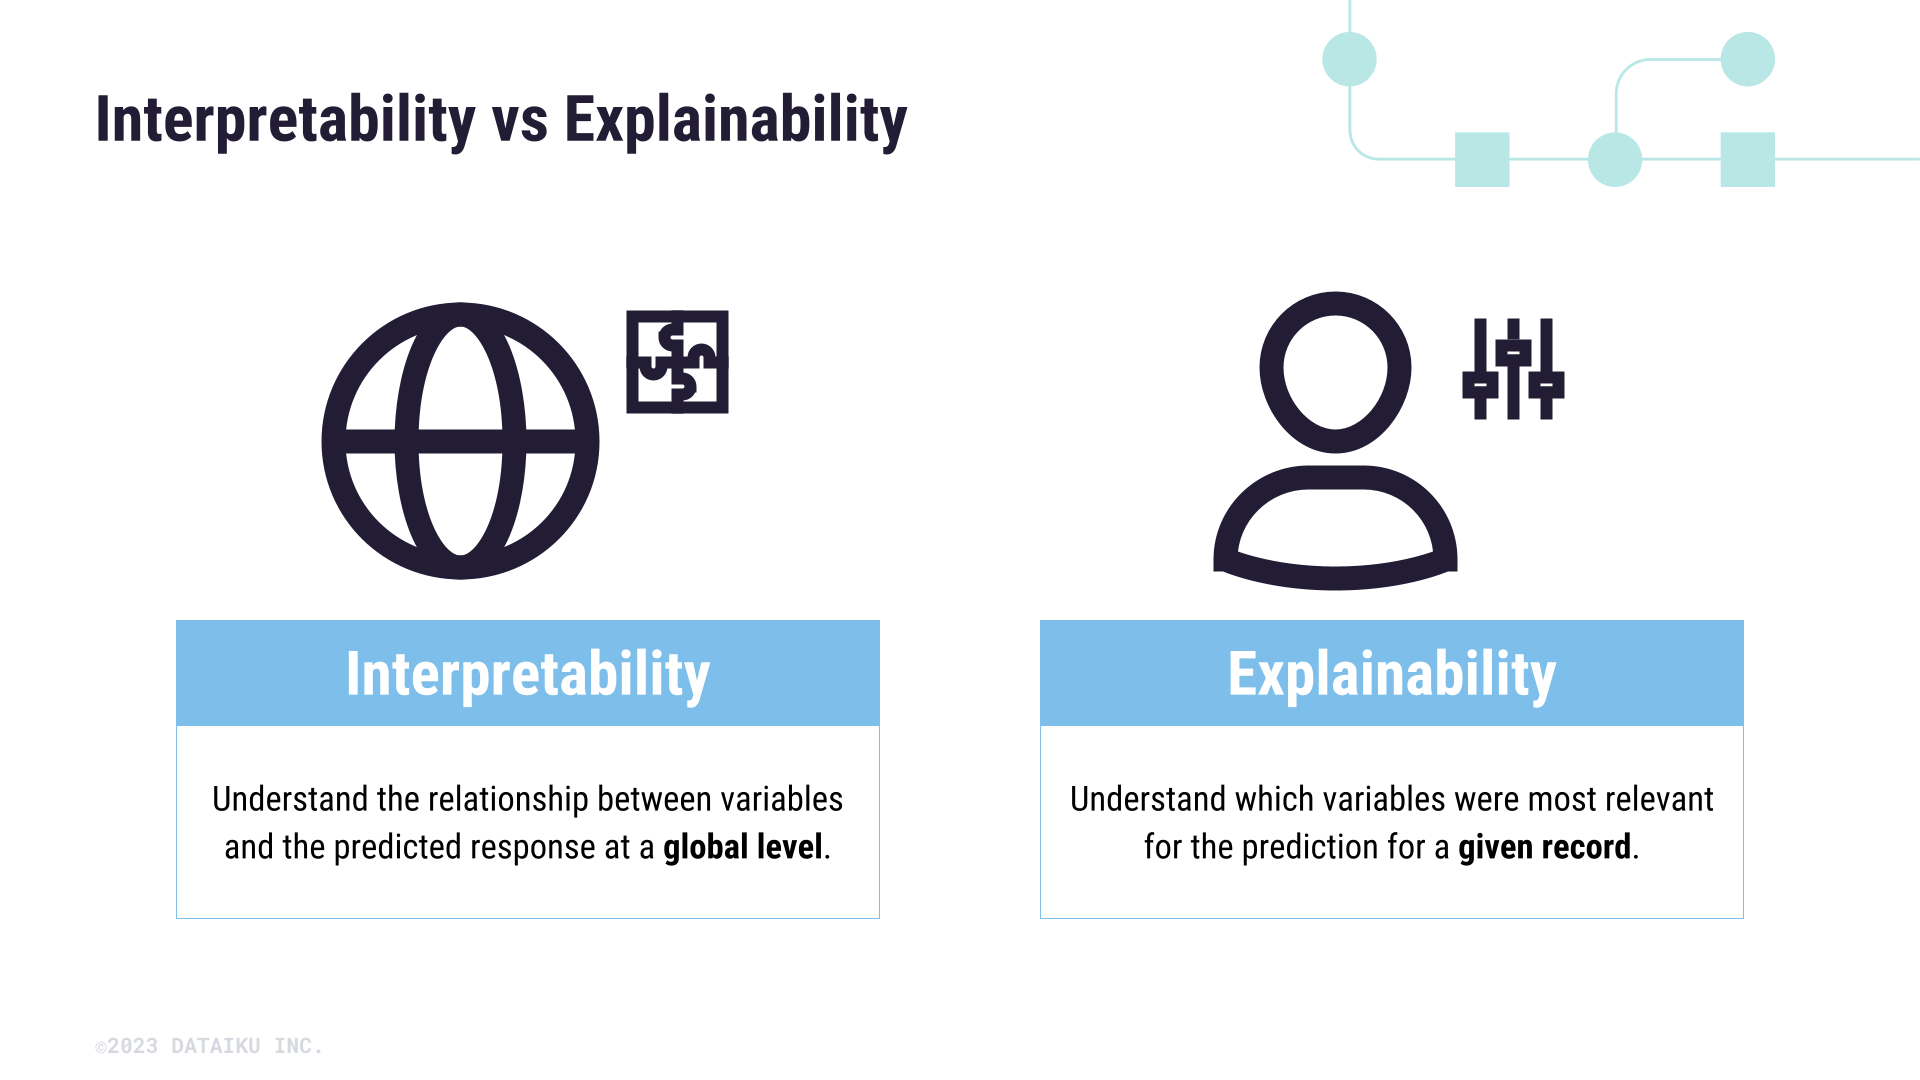 Interpretability vs Explainability
Interpretability
Understand the relationship between variables
and the predicted response at a global level.
Explainability
Understand which variables were most relevant
for the prediction for a given record.
©2023 DATAIKU INC.